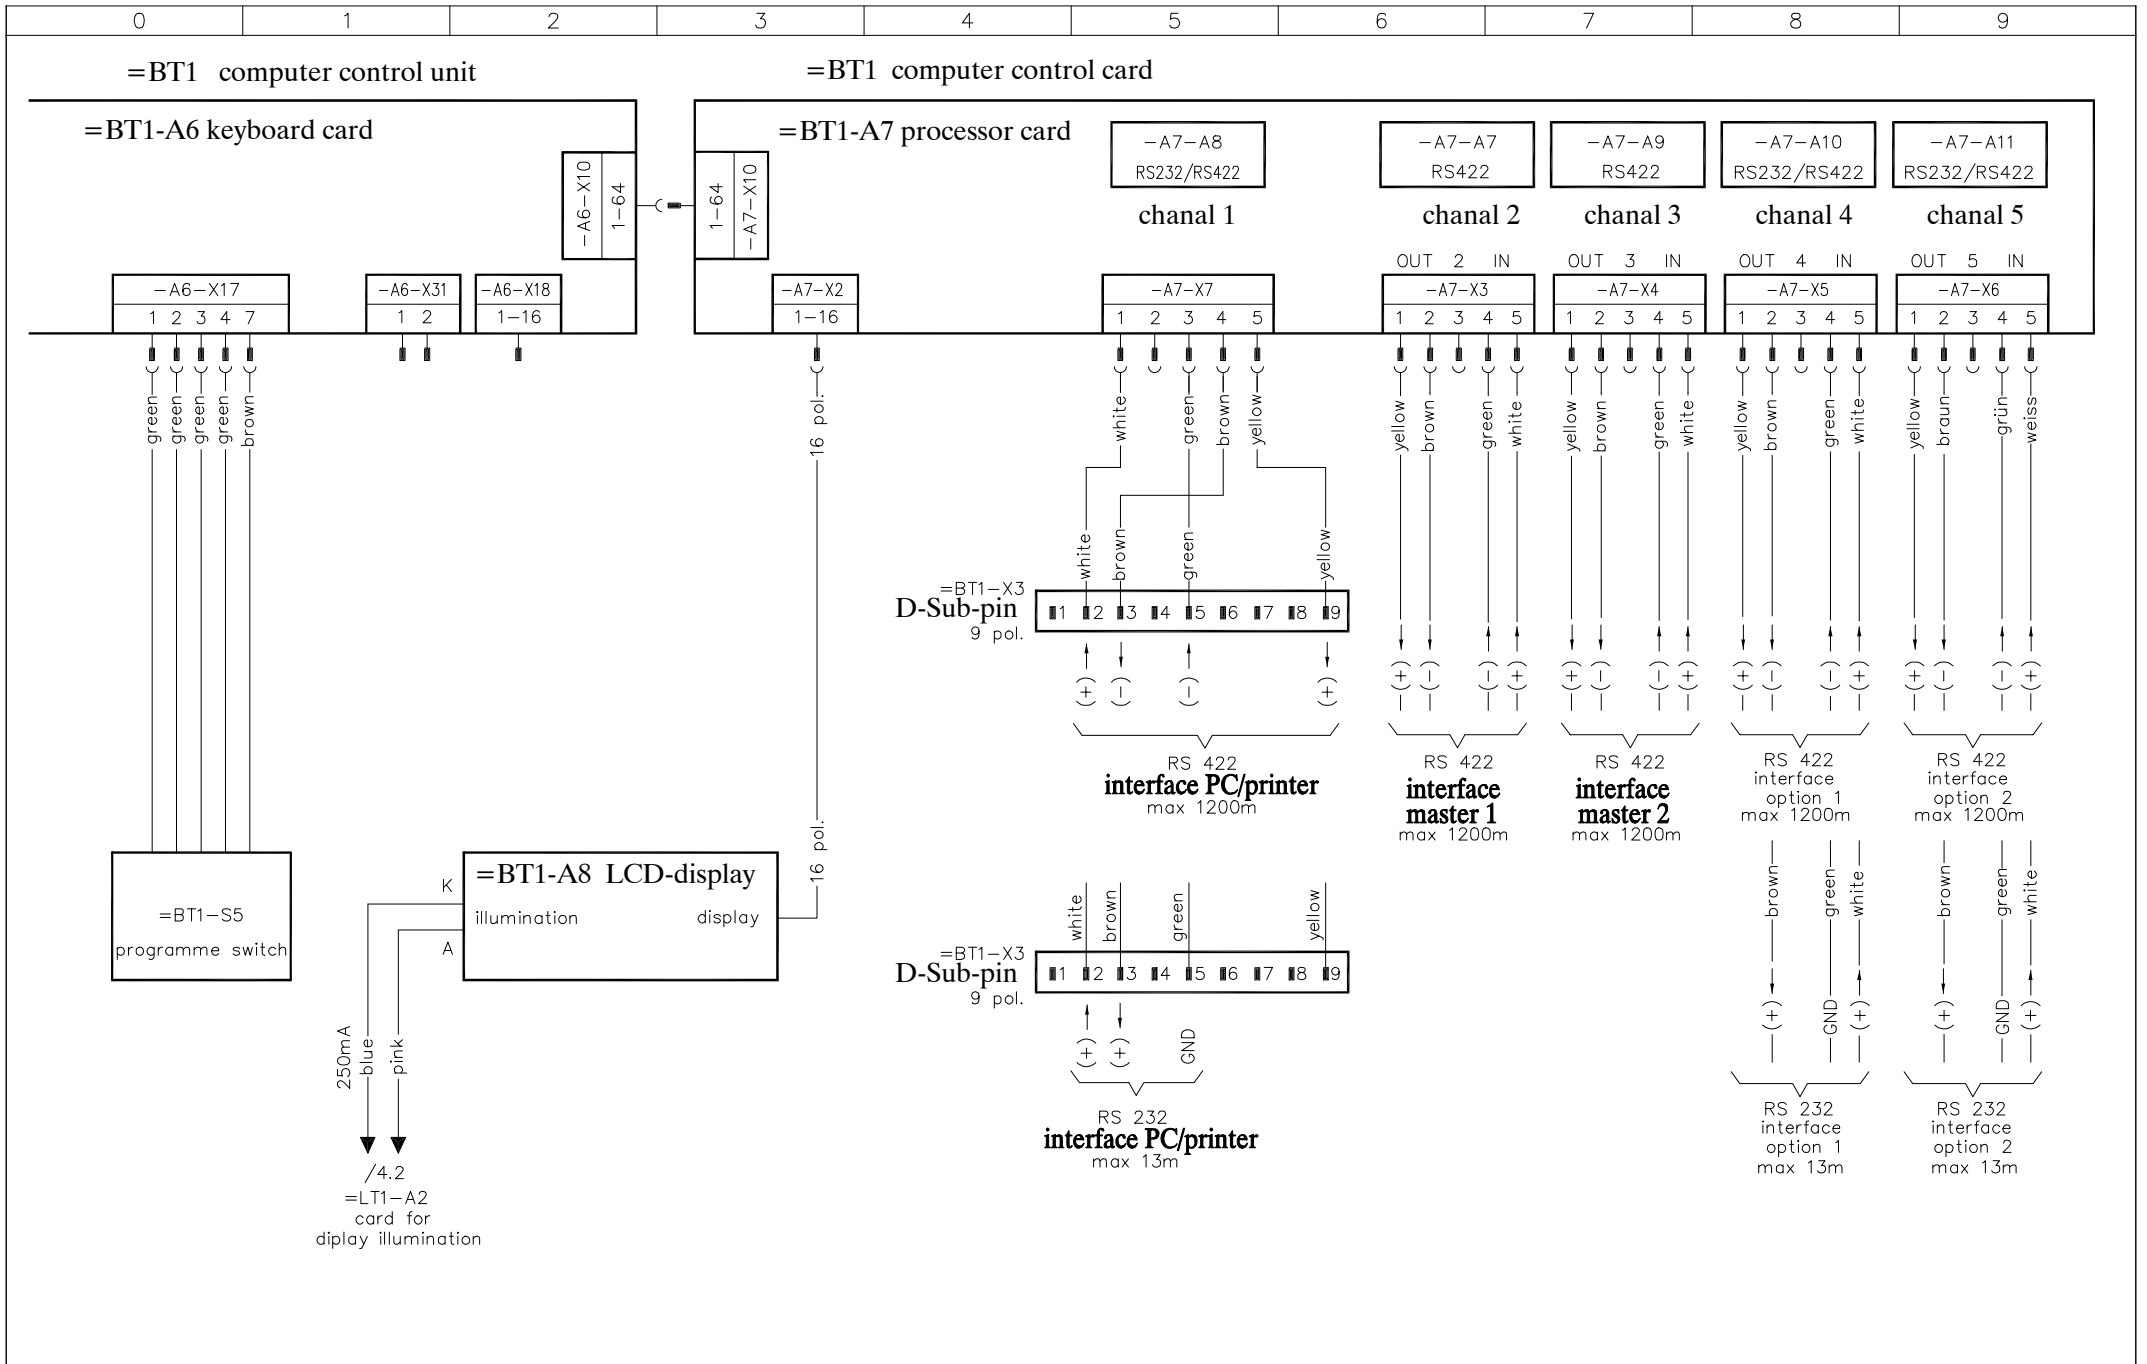 0 1 2 3 4 5 6 7 8 9
=BT1 computer control unit
=BT1 computer control card
=BT1-A6 keyboard card
=BT1-A7 processor card
-A6-X10
1-64
1-64
-A7-X10
-A7-A8
RS232/RS422
chanal 1
-A7-A7
RS422
chanal 2
-A7-A9
RS422
chanal 3
-A7-A10
RS232/RS422
chanal 4
-A7-A11
RS232/RS422
chanal 5
OUT 2 IN
OUT 3 IN
OUT 4 IN
OUT 5 IN
-A6-X17
1 2 3 4 7
-A6-X31
1 2
-A6-X18
1-16
-A7-X2
1-16
-A7-X7
1 2 3 4 5
-A7-X3
1 2 3 4 5
-A7-X4
1 2 3 4 5
-A7-X5
1 2 3 4 5
-A7-X6
1 2 3 4 5
green
green
green
green
brown
16 pol.
white
green
brown
yellow
yellow
brown
green
white
yellow
brown
green
white
yellow
brown
green
white
yellow
braun
grün
weiss
white
brown
green
yellow
=BT1-X3
D-Sub-pin
9 pol.
1 2 3 4 5 6 7 8 9
(+) (-) (-) (+)
(+) (-) (-) (+)
(+) (-) (-) (+)
(+) (-) (-) (+)
(+) (-) (-) (+)
RS 422
interface PC/printer
max 1200m
RS 422
interface
master 1
max 1200m
RS 422
interface
master 2
max 1200m
RS 422
interface
option 1
max 1200m
RS 422
interface
option 2
max 1200m
16 pol.
=BT1-S5
programme switch
K
A
=BT1-A8 LCD-display
illumination
display
white
brown
green
yellow
=BT1-X3
D-Sub-pin
9 pol.
1 2 3 4 5 6 7 8 9
(+) (+) GND
RS 232
interface PC/printer
max 13m
brown
green
white
(+) GND (+)
RS 232
interface
option 1
max 13m
brown
green
white
(+) GND (+)
RS 232
interface
option 2
max 13m
250mA
blue
pink
/4.2
=LT1-A2
card for
diplay illumination